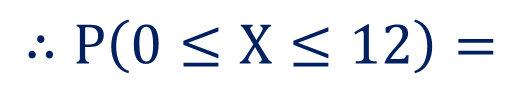 ∴ P(0 ≤ X ≤ 12) =